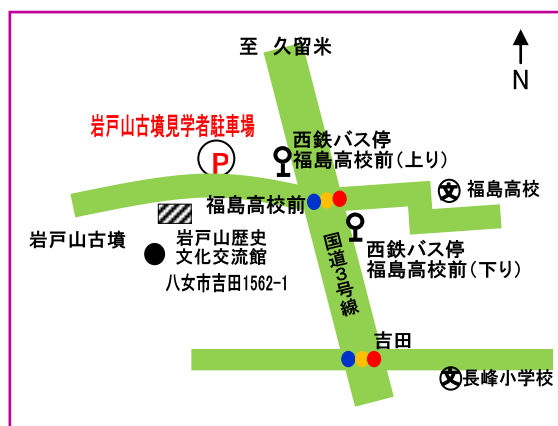 至 久留米
N
岩戸山古墳見学者駐車場
P
西鉄バス停
福島高校前(上り)
文 福島高校
福島高校前
岩戸山古墳
岩戸山歴史
文化交流館
八女市吉田1562-1
西鉄バス停
福島高校前(下り)
国道3号線
吉田
文 長峰小学校